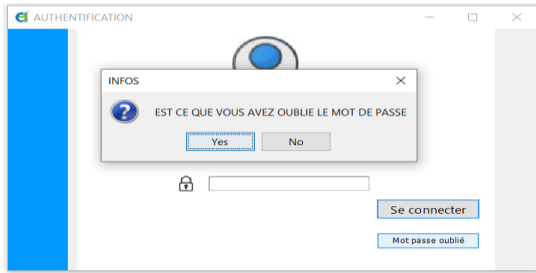 AUTHENTIFICATION
INFOS
EST CE QUE VOUS AVEZ OUBLIE LE MOT DE PASSE
Yes No
Se connecter
Mot passe oublié